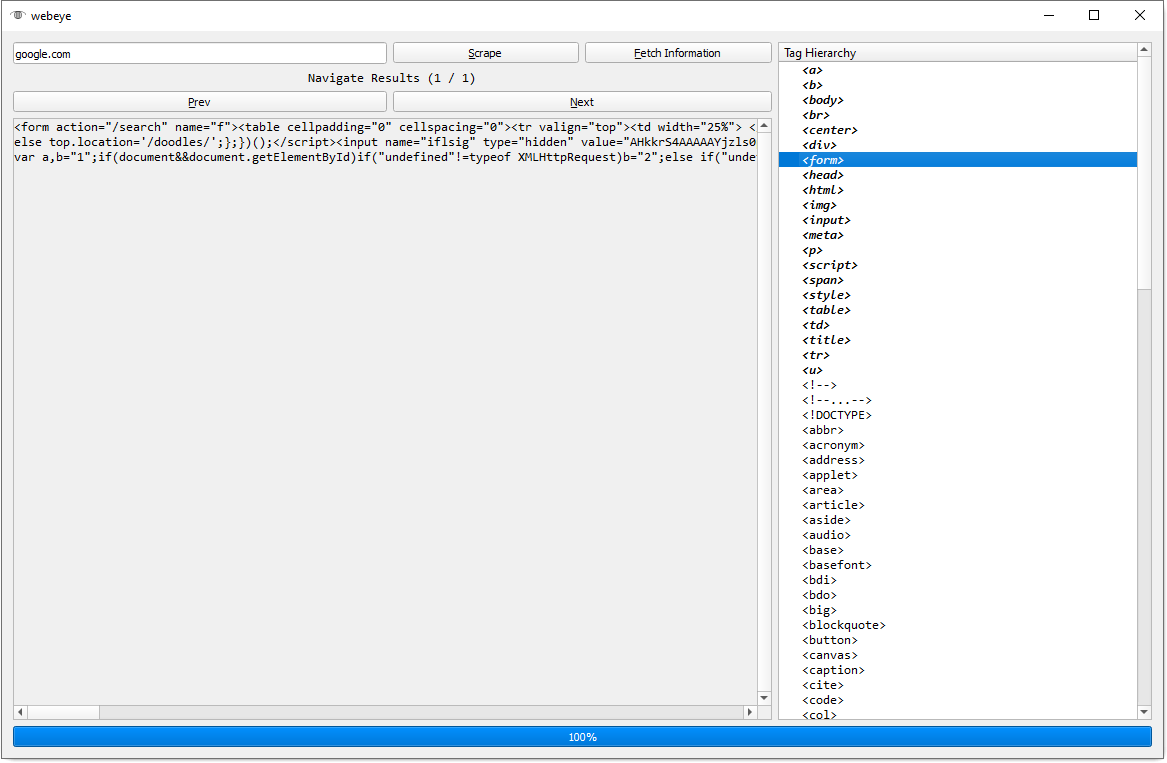 webeye
google.com
Scrape
Fetch Information
Navigate Results (1 / 1)
Prev
Next
<form action="/search" name="f"><table cellpadding="0" cellspacing="0"><tr valign="top"><td width="25%"> <
else top.location='/doodles/';};})();</script><input name="iflsig" type="hidden" value="AHkkrS4AAAAAYjzls0
var a,b="1";if(document&&document.getElementById)if("undefined"!=typeof XMLHttpRequest)b="2";else if("unde
Tag Hierarchy
<a>
<b>
<body>
<br>
<center>
<div>
<form>
<head>
<html>
<img>
<input>
<meta>
<p>
<script>
<span>
<style>
<table>
<td>
<title>
<tr>
<u>
<!-->
<!--...-->
<!DOCTYPE>
<abbr>
<acronym>
<address>
<applet>
<area>
<article>
<aside>
<audio>
<base>
<basefont>
<bdi>
<bdo>
<big>
<blockquote>
<button>
<canvas>
<caption>
<cite>
<code>
<col>
100%